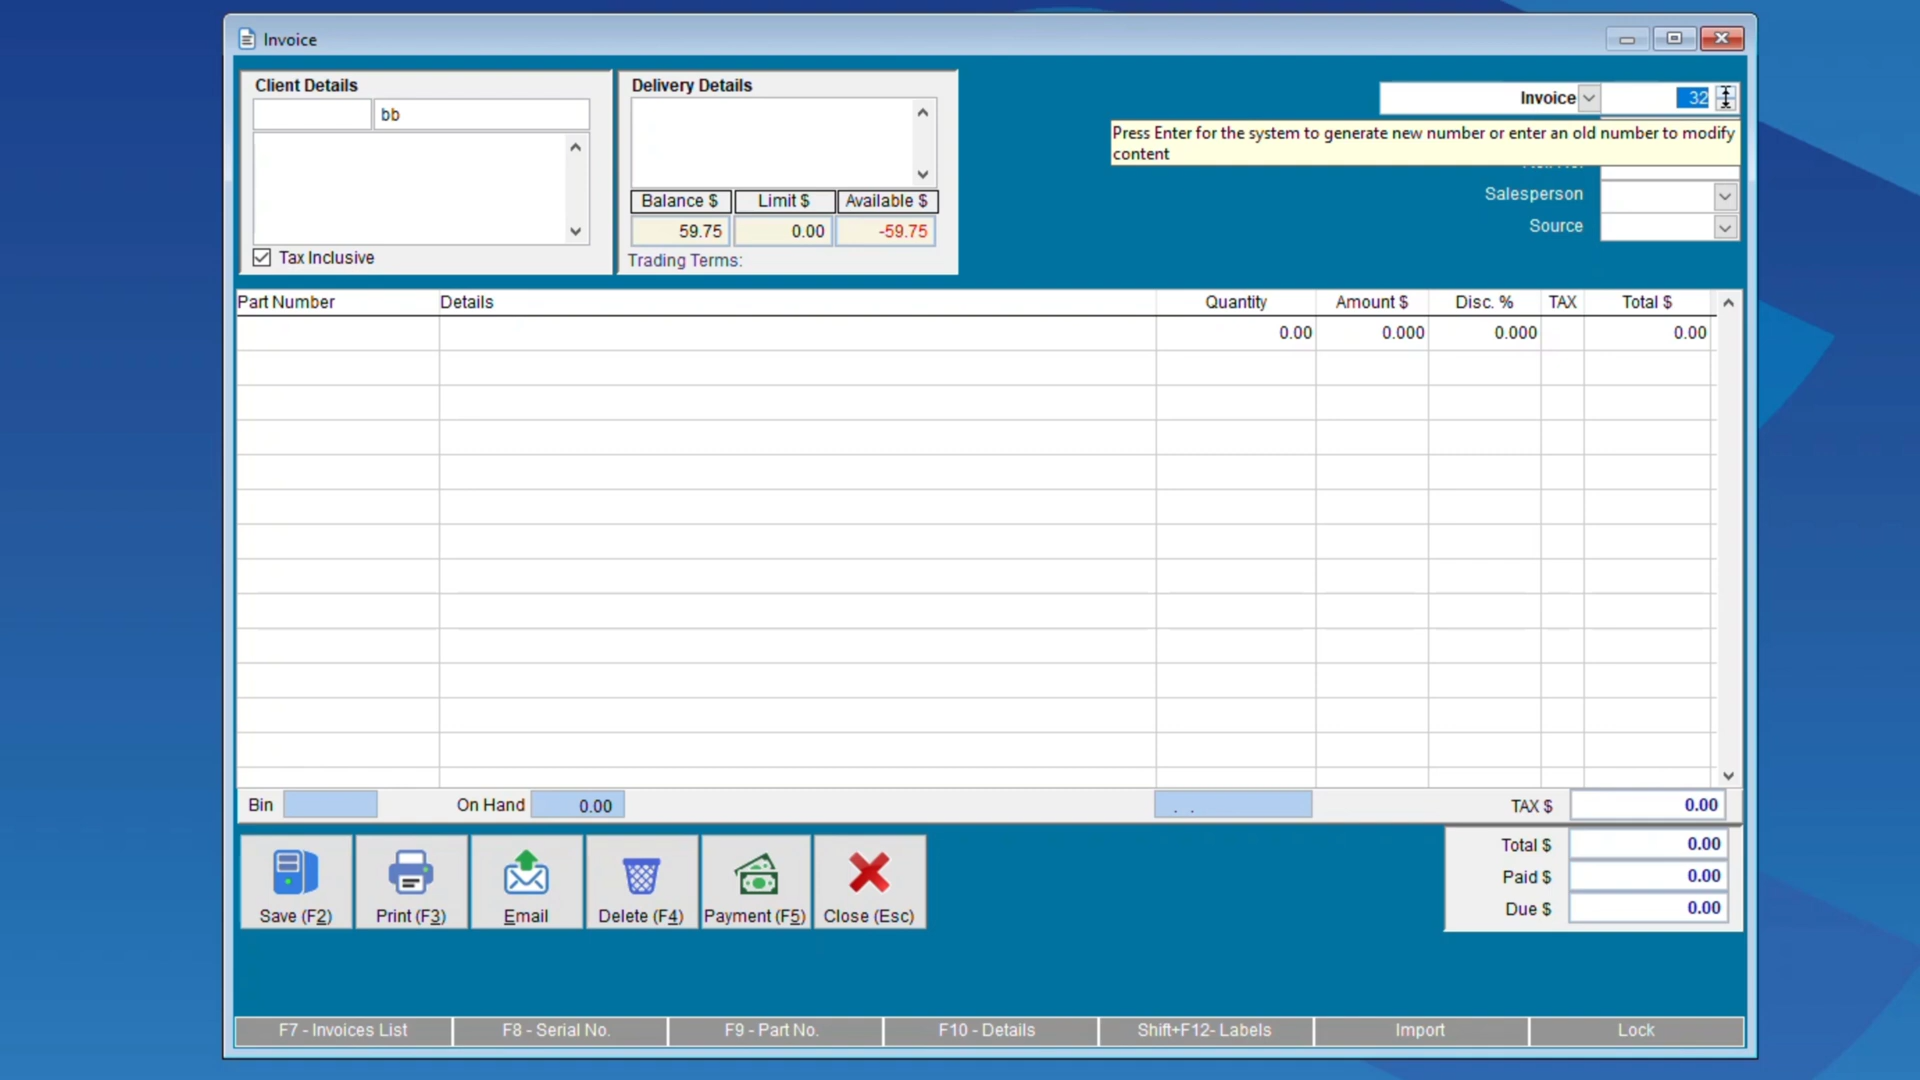 Invoice
Client Details
bb
Tax Inclusive
Delivery Details
Balance $ Limit $ Available $
59.75 0.00 -59.75
Trading Terms:
Invoice 32
Press Enter for the system to generate new number or enter an old number to modify
content
Salesperson
Source
Part Number Details Quantity Amount $ Disc. % TAX Total $
0.00 0.000 0.000 0.00
Bin On Hand 0.00 . . TAX $ 0.00
Total $ 0.00
Paid $ 0.00
Due $ 0.00
Save (F2) Print (F3) Email Delete (F4) Payment (F5) Close (Esc)
F7 - Invoices List F8 - Serial No. F9 - Part No. F10 - Details Shift+F12- Labels Import Lock